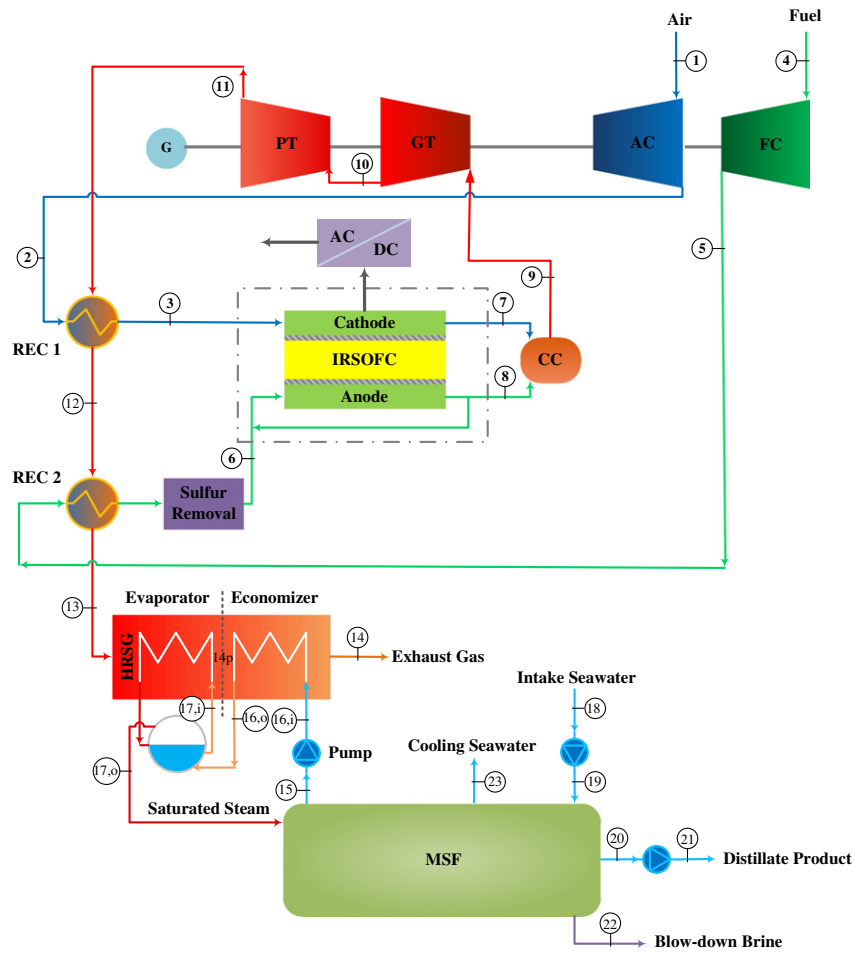 Air
Fuel
1
4
11
G
PT
GT
AC
FC
10
2
AC
DC
5
9
3
7
Cathode
REC 1
IRSOFC
CC
8
Anode
12
6
REC 2
Sulfur
Removal
13
Evaporator
Economizer
HRSG
14p
14
Exhaust Gas
Intake Seawater
17,i
16,o
16,i
18
Pump
Cooling Seawater
17,o
15
23
19
Saturated Steam
MSF
20
21
Distillate Product
22
Blow-down Brine